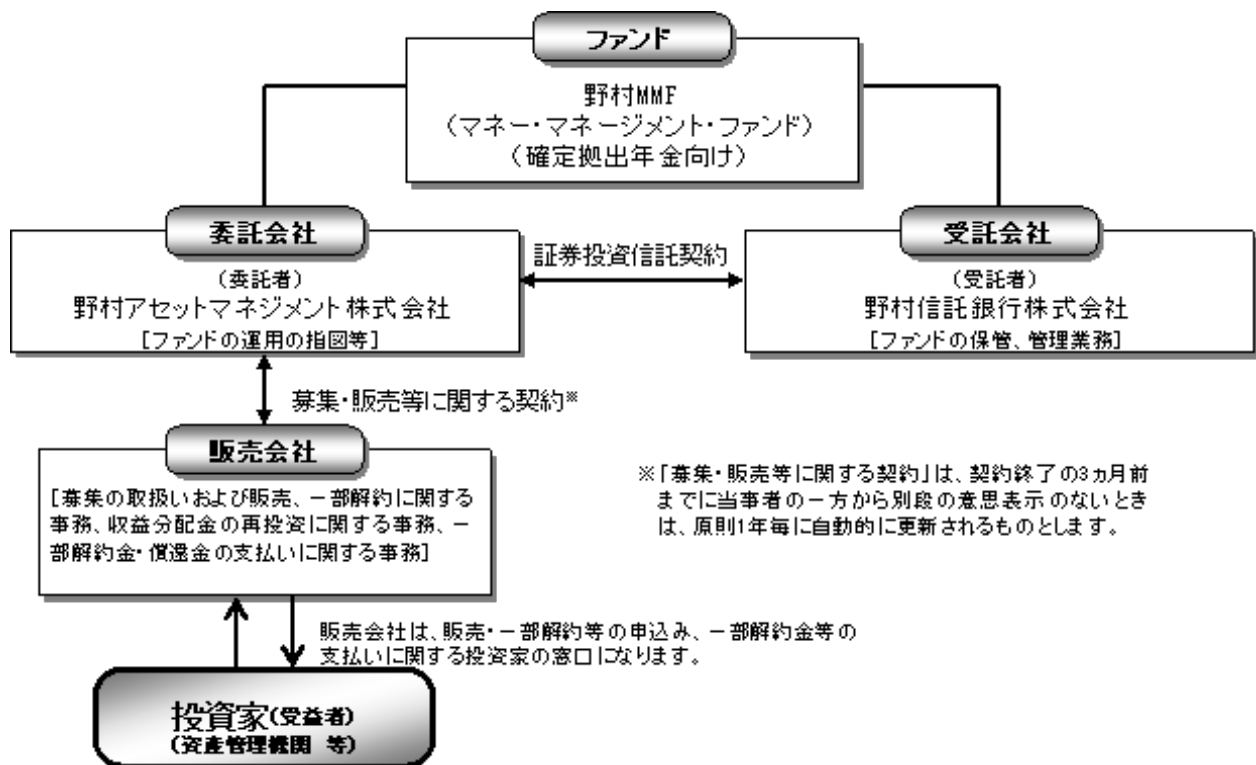 ファンド
野村MMF
(マネー・マネージメント・ファンド)
(確定拠出年金向け)
委託会社
(委託者)
野村アセットマネジメント株式会社
[ファンドの運用の指図等]
証券投資信託契約
受託会社
(受託者)
野村信託銀行株式会社
[ファンドの保管、管理業務]
募集・販売等に関する契約※
販売会社
[募集の取扱いおよび販売、一部解約に関する
事務、収益分配金の再投資に関する事務、一
部解約金・償還金の支払いに関する事務]
※「募集・販売等に関する契約」は、契約終了の3ヵ月前
までに当事者の一方から別段の意思表示のないとき
は、原則1年毎に自動的に更新されるものとします。
販売会社は、販売・一部解約等の申込み、一部解約金等の
支払いに関する投資家の窓口になります。
投資家(受益者)
(資産管理機関 等)